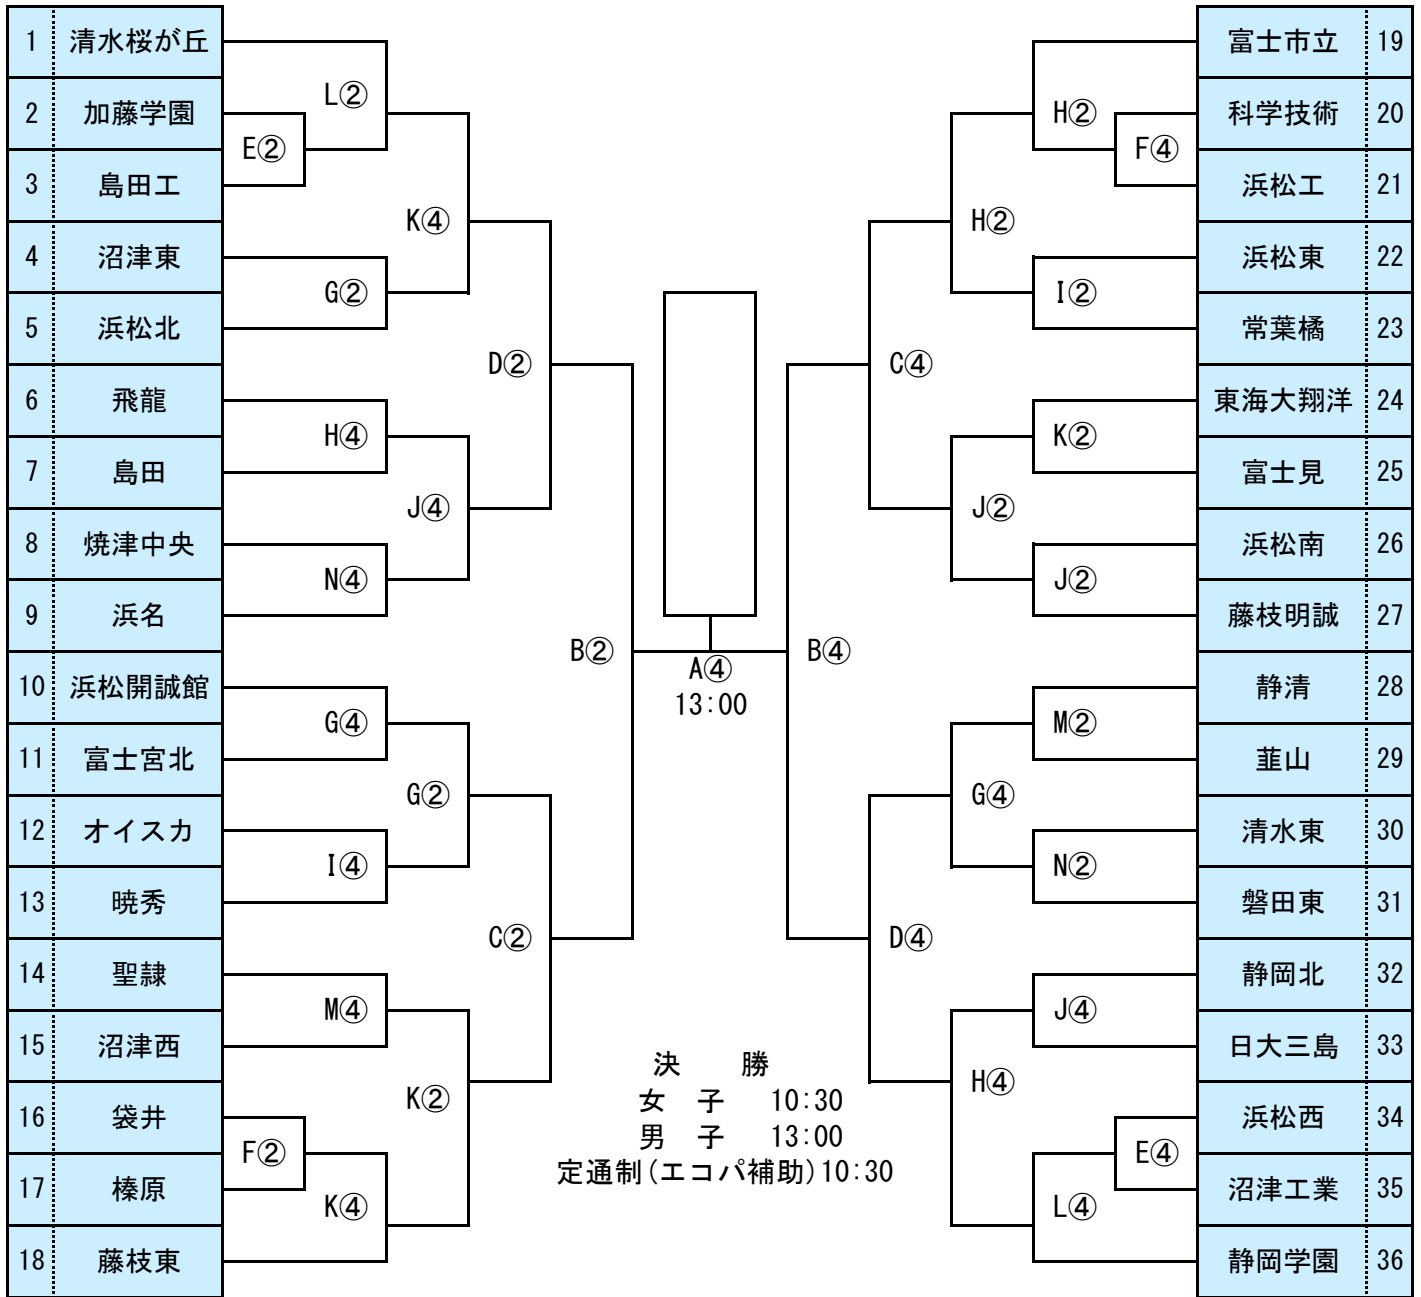 1 清水桜が丘
2 加藤学園
3 島田工
4 沼津東
5 浜松北
6 飛龍
7 島田
8 焼津中央
9 浜名
10 浜松開誠館
11 富士宮北
12 オイスカ
13 暁秀
14 聖隷
15 沼津西
16 袋井
17 榛原
18 藤枝東
E②
F②
L②
G②
H④
N④
G④
I④
M④
K④
K④
J④
G②
K②
D②
C②
B②
A④
13:00
決 勝
女 子 10:30
男 子 13:00
定通制(エコパ補助)10:30
B④
C④
D④
H②
J②
G④
H④
H②
I②
K②
J②
M②
N②
J④
L④
F④
E④
富士市立 19
科学技術 20
浜松工 21
浜松東 22
常葉橘 23
東海大翔洋 24
富士見 25
浜松南 26
藤枝明誠 27
静清 28
韮山 29
清水東 30
磐田東 31
静岡北 32
日大三島 33
浜松西 34
沼津工業 35
静岡学園 36